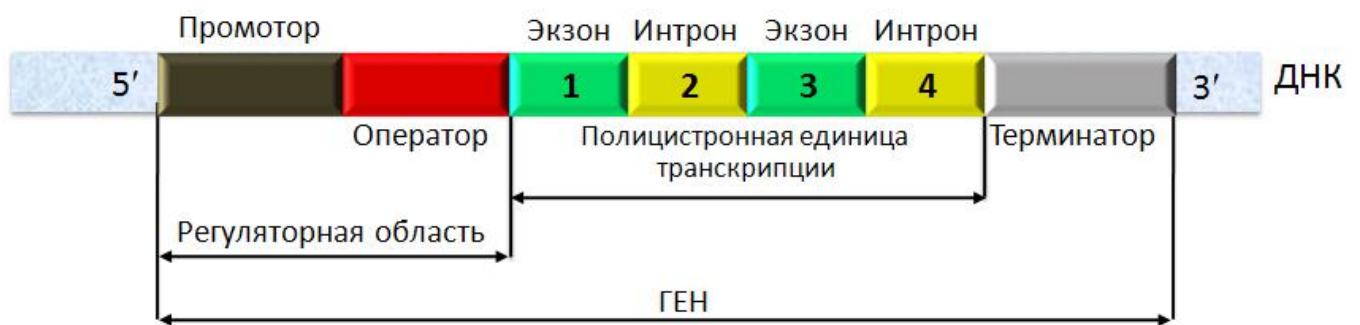 Промотор Экзон Интрон Экзон Интрон
5′ 1 2 3 4 3′ ДНК
Оператор Полицистронная единица Терминатор
транскрипции
Регуляторная область
ГЕН